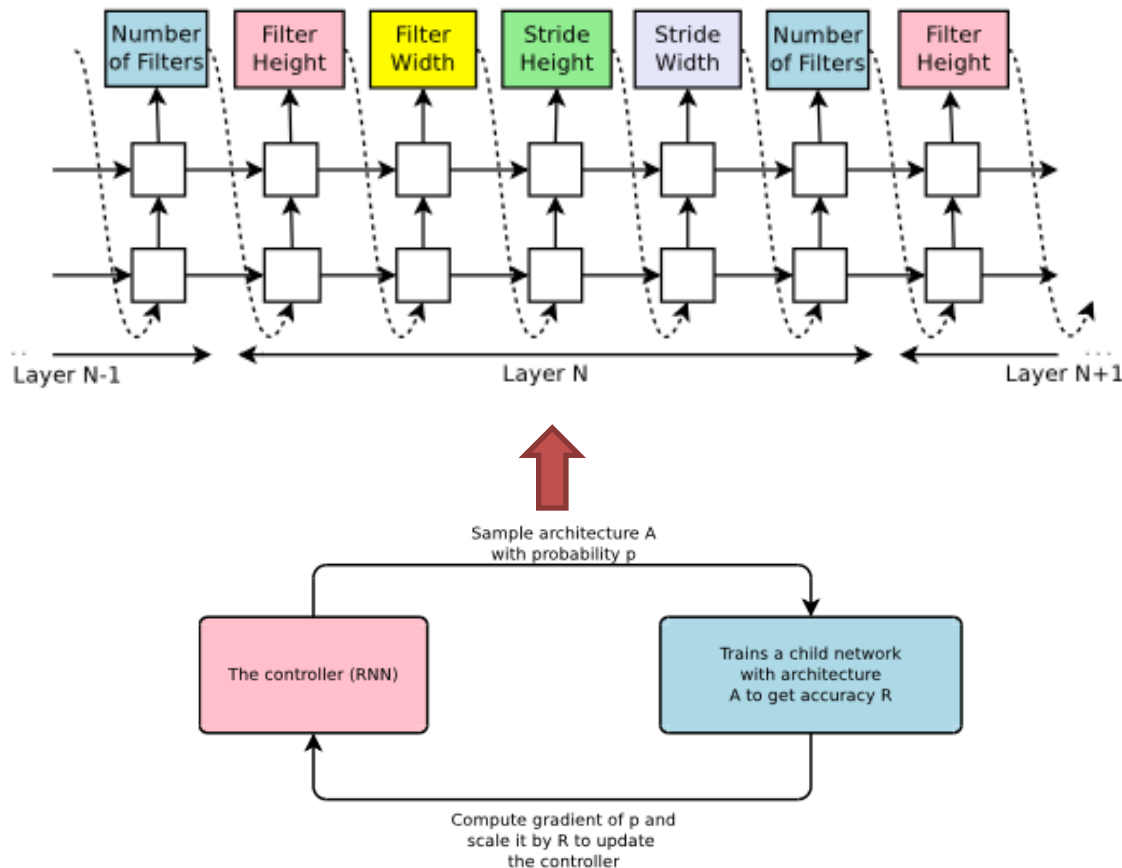 Number
of Filters
Filter
Height
Filter
Width
Stride
Height
Stride
Width
Number
of Filters
Filter
Height
..
Layer N-1
Layer N
...
Layer N+1
Sample architecture A
with probability p
The controller (RNN)
Trains a child network
with architecture
A to get accuracy R
Compute gradient of p and
scale it by R to update
the controller